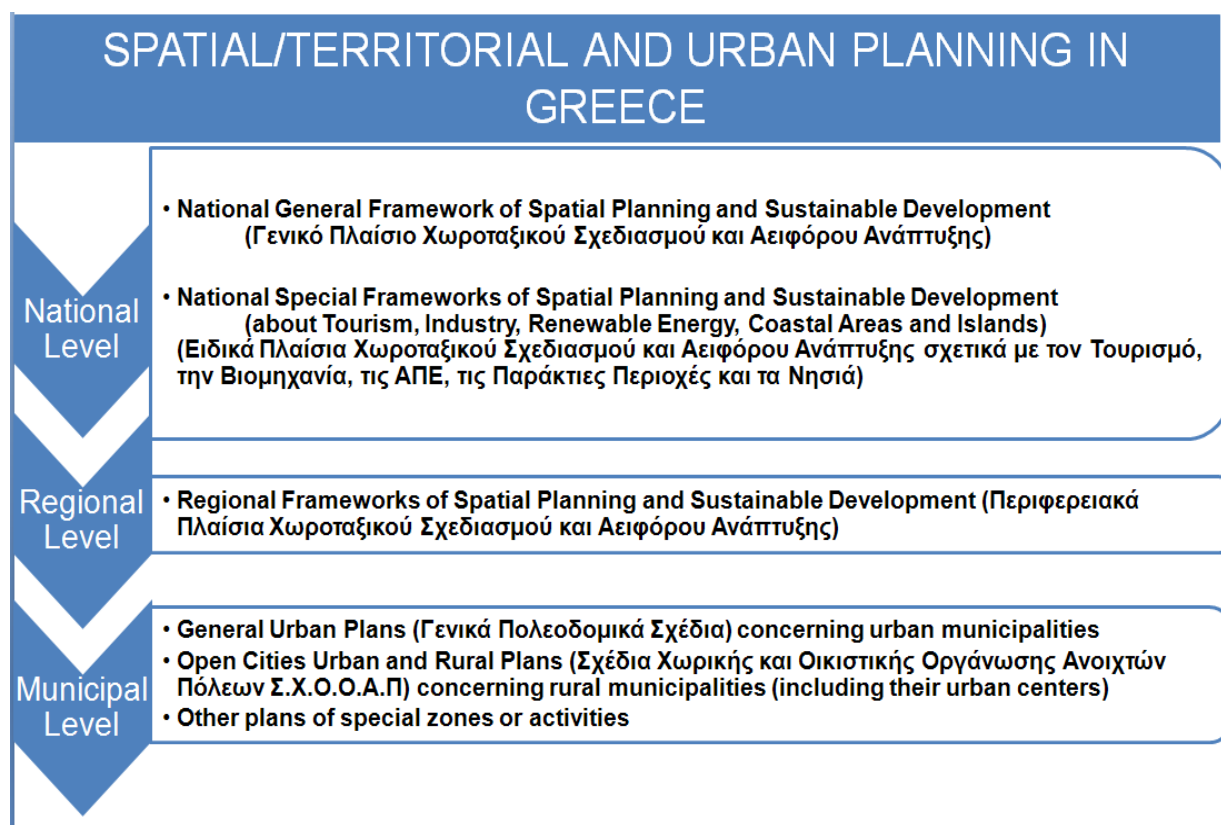 SPATIAL/TERRITORIAL AND URBAN PLANNING IN
GREECE
National
Level
• National General Framework of Spatial Planning and Sustainable Development
(Γενικό Πλαίσιο Χωροταξικού Σχεδιασμού και Αειφόρου Ανάπτυξης)
• National Special Frameworks of Spatial Planning and Sustainable Development
(about Tourism, Industry, Renewable Energy, Coastal Areas and Islands)
(Ειδικά Πλαίσια Χωροταξικού Σχεδιασμού και Αειφόρου Ανάπτυξης σχετικά με τον Τουρισμό,
την Βιομηχανία, τις ΑΠΕ, τις Παράκτιες Περιοχές και τα Νησιά)
Regional
Level
• Regional Frameworks of Spatial Planning and Sustainable Development (Περιφερειακά
Πλαίσια Χωροταξικού Σχεδιασμού και Αειφόρου Ανάπτυξης)
Municipal
Level
• General Urban Plans (Γενικά Πολεοδομικά Σχέδια) concerning urban municipalities
• Open Cities Urban and Rural Plans (Σχέδια Χωρικής και Οικιστικής Οργάνωσης Ανοιχτών
Πόλεων Σ.Χ.Ο.Ο.Α.Π) concerning rural municipalities (including their urban centers)
• Other plans of special zones or activities